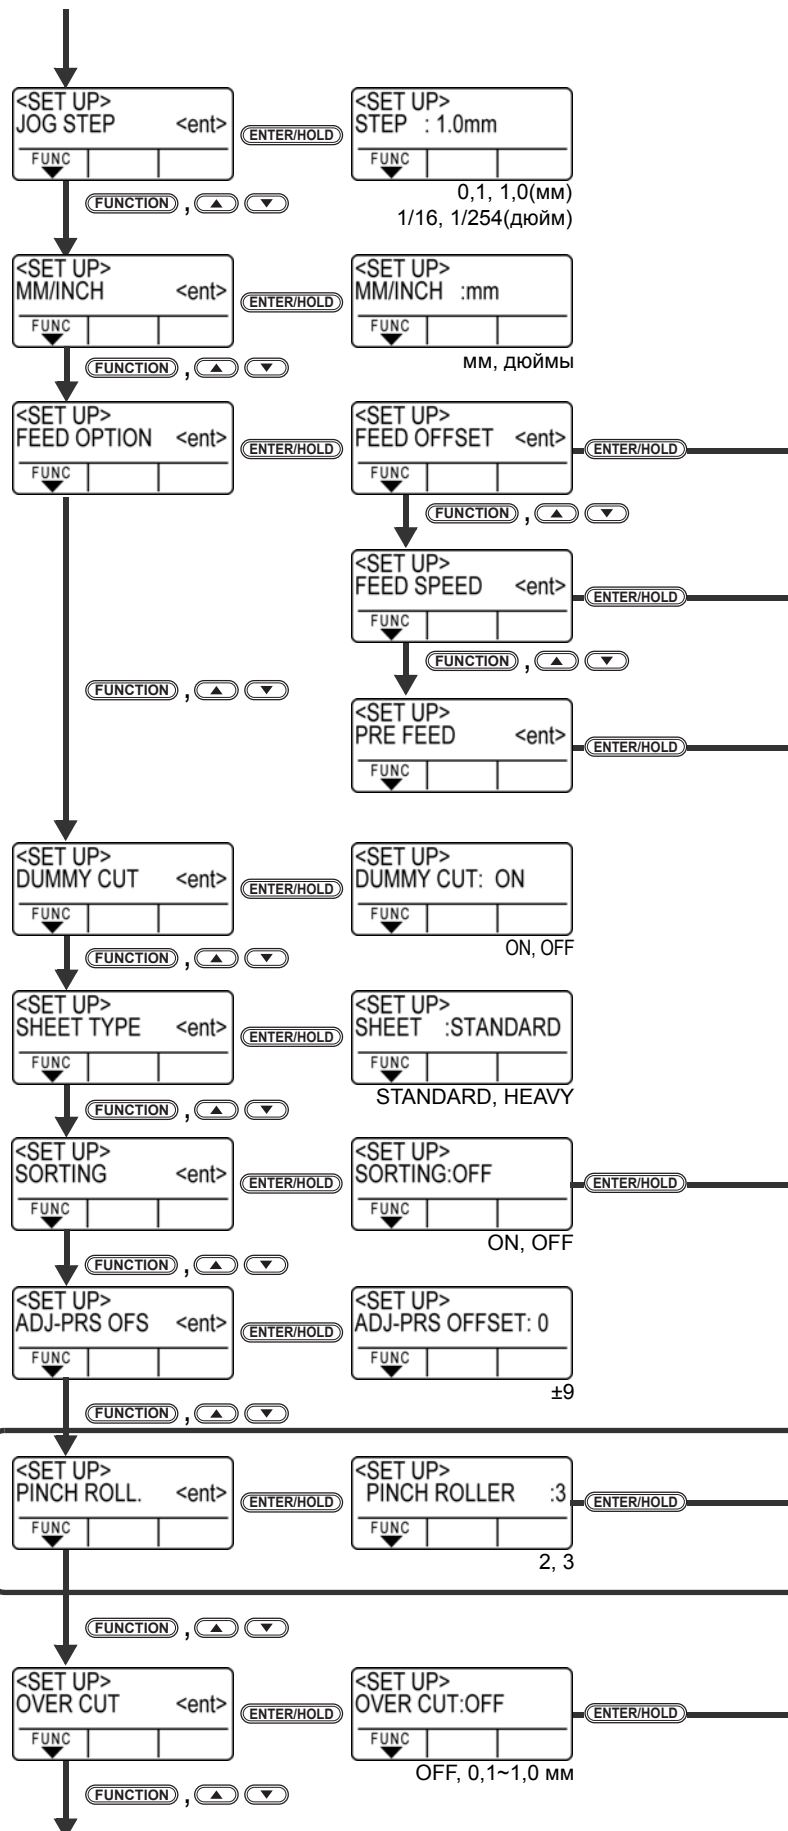 <SET UP>
JOG STEP <ent>
FUNC
ENTER/HOLD
<SET UP>
STEP : 1.0mm
FUNC
0,1, 1,0(мм)
1/16, 1/254(дюйм)
FUNCTION , ▲ ▼
<SET UP>
MM/INCH <ent>
FUNC
ENTER/HOLD
<SET UP>
MM/INCH :mm
FUNC
мм, дюймы
FUNCTION , ▲ ▼
<SET UP>
FEED OPTION <ent>
FUNC
ENTER/HOLD
<SET UP>
FEED OFFSET <ent>
FUNC
ENTER/HOLD
FUNCTION , ▲ ▼
<SET UP>
FEED SPEED <ent>
FUNC
ENTER/HOLD
FUNCTION , ▲ ▼
FUNCTION , ▲ ▼
<SET UP>
PRE FEED <ent>
FUNC
ENTER/HOLD
<SET UP>
DUMMY CUT <ent>
FUNC
ENTER/HOLD
<SET UP>
DUMMY CUT: ON
FUNC
ON, OFF
FUNCTION , ▲ ▼
<SET UP>
SHEET TYPE <ent>
FUNC
ENTER/HOLD
<SET UP>
SHEET :STANDARD
FUNC
STANDARD, HEAVY
FUNCTION , ▲ ▼
<SET UP>
SORTING <ent>
FUNC
ENTER/HOLD
<SET UP>
SORTING:OFF
FUNC
ENTER/HOLD
ON, OFF
FUNCTION , ▲ ▼
<SET UP>
ADJ-PRS OFS <ent>
FUNC
ENTER/HOLD
<SET UP>
ADJ-PRS OFFSET: 0
FUNC
±9
FUNCTION , ▲ ▼
<SET UP>
PINCH ROLL. <ent>
FUNC
ENTER/HOLD
<SET UP>
PINCH ROLLER :3
FUNC
ENTER/HOLD
2, 3
FUNCTION , ▲ ▼
<SET UP>
OVER CUT <ent>
FUNC
ENTER/HOLD
<SET UP>
OVER CUT:OFF
FUNC
ENTER/HOLD
OFF, 0,1~1,0 мм
FUNCTION , ▲ ▼